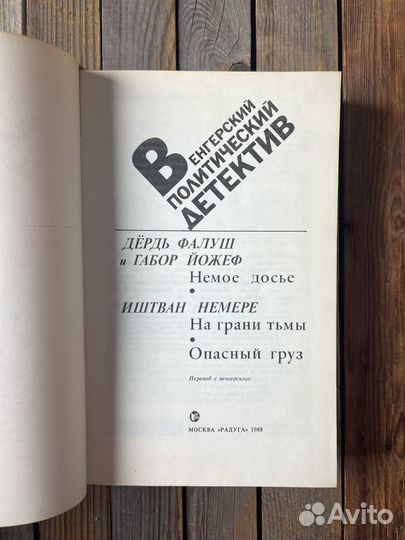 ВЕНГЕРСКИЙ
ПОЛИТИЧЕСКИЙ
ДЕТЕКТИВ
ДЁРДЬ ФАЛУШ
и ГАБОР ЙОЖЕФ
Немое досье
•
ИШТВАН НЕМЕРЕ
На грани тьмы
•
Опасный груз
Перевод с венгерского
МОСКВА «РАДУГА» 1988
Avito